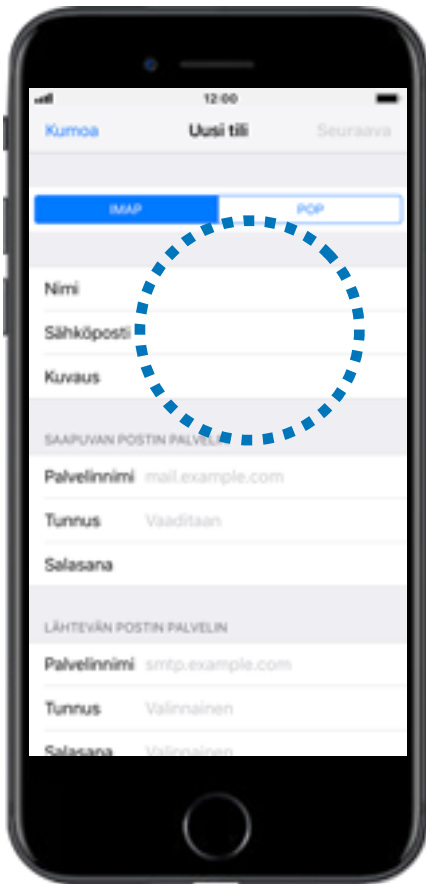 12:00
Kumoa Uusi tili Seuraava
IMAP POP
Nimi
Sähköposti
Kuvaus
SAAPUVAN POSTIN PALVELIN
Palvelinnimi mail.example.com
Tunnus Vaaditaan
Salasana
LÄHTEVÄN POSTIN PALVELIN
Palvelinnimi smtp.example.com
Tunnus Valinnainen
Salasana Valinnainen